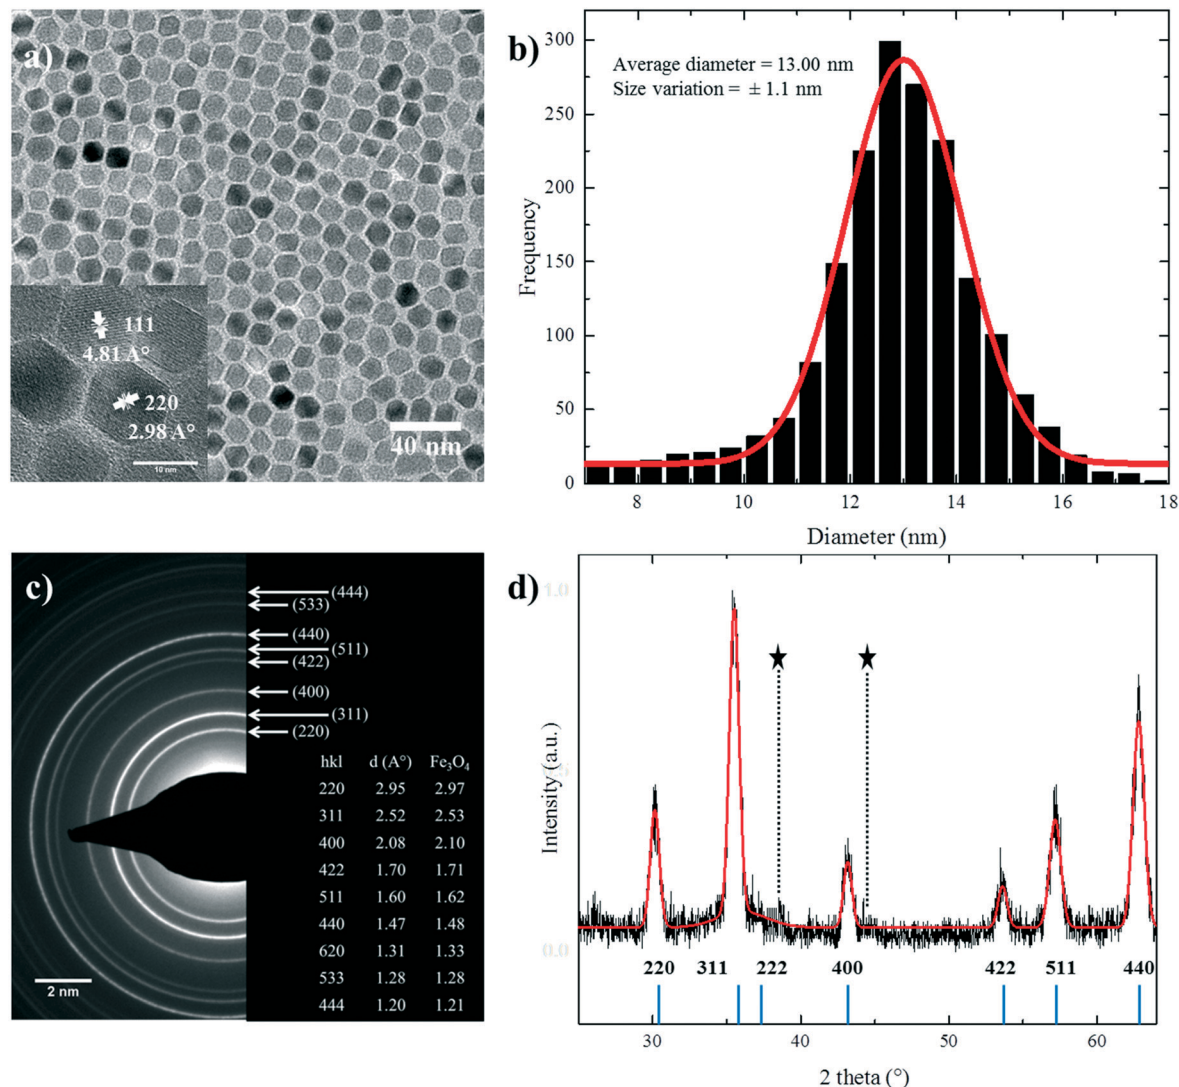 a)
111
4.81 A°
220
2.98 A°
10 nm
40 nm
b)
Average diameter = 13.00 nm
Size variation = ± 1.1 nm
Frequency
300
250
200
150
100
50
0
8
10
12
14
16
18
Diameter (nm)
c)
(444)
(533)
(440)
(511)
(422)
(400)
(311)
(220)
hkl d (A°) Fe₃O₄
220 2.95 2.97
311 2.52 2.53
400 2.08 2.10
422 1.70 1.71
511 1.60 1.62
440 1.47 1.48
620 1.31 1.33
533 1.28 1.28
444 1.20 1.21
2 nm
d)
Intensity (a.u.)
1.0
0.0
220 311 222 400 422 511 440
30 40 50 60
2 theta (°)